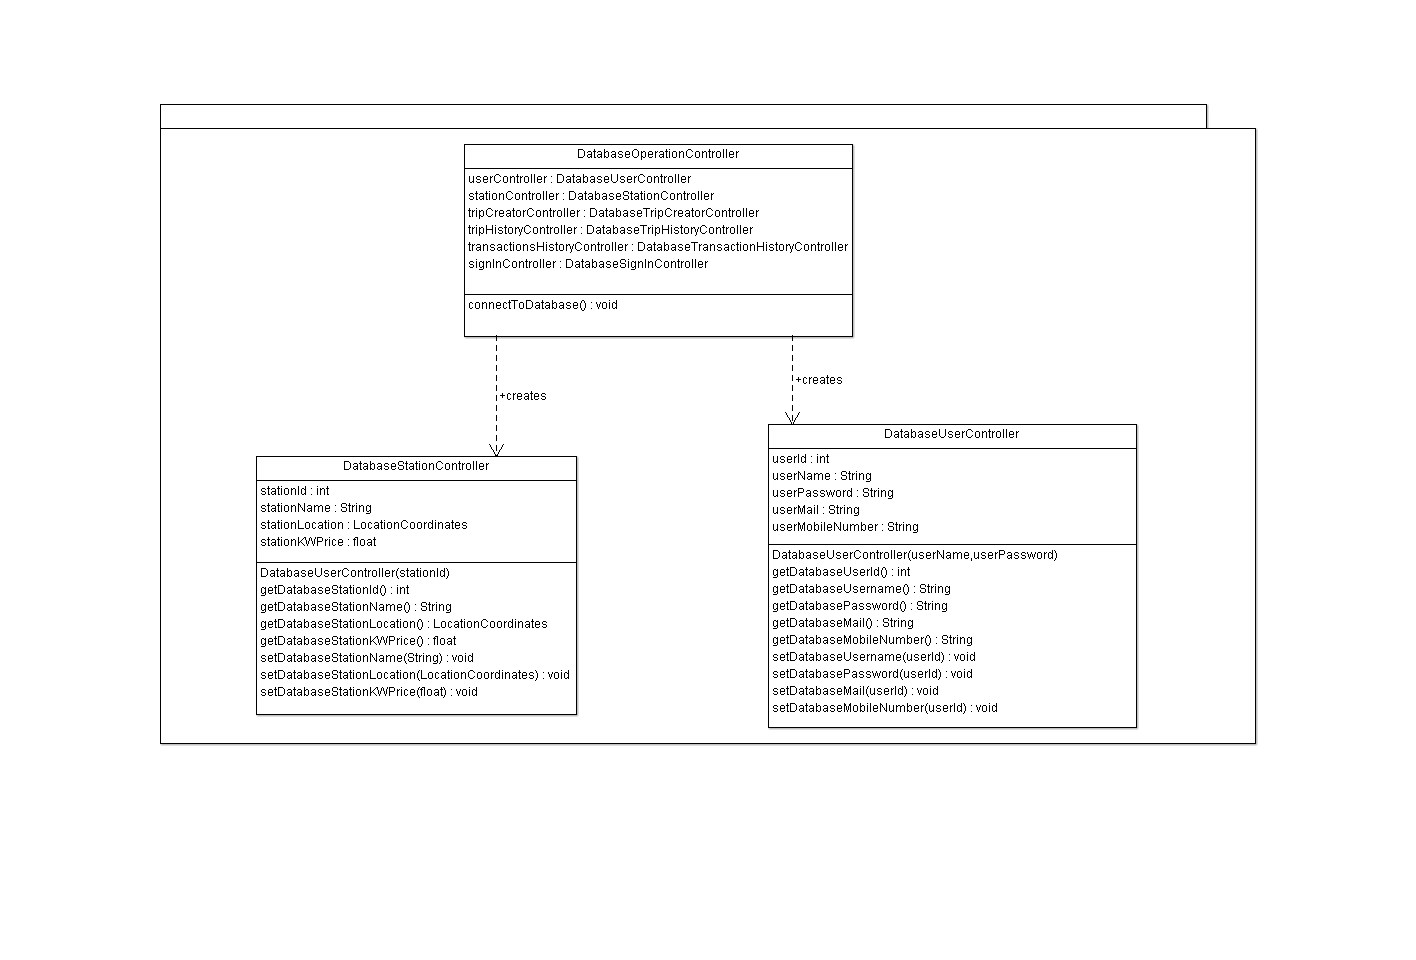 DatabaseOperationController
userController : DatabaseUserController
stationController : DatabaseStationController
tripCreatorController : DatabaseTripCreatorController
tripHistoryController : DatabaseTripHistoryController
transactionsHistoryController : DatabaseTransactionHistoryController
signInController : DatabaseSignInController
connectToDatabase() : void
+creates
+creates
DatabaseStationController
stationId : int
stationName : String
stationLocation : LocationCoordinates
stationKWPrice : float
DatabaseUserController(stationId)
getDatabaseStationId() : int
getDatabaseStationName() : String
getDatabaseStationLocation() : LocationCoordinates
getDatabaseStationKWPrice() : float
setDatabaseStationName(String) : void
setDatabaseStationLocation(LocationCoordinates) : void
setDatabaseStationKWPrice(float) : void
DatabaseUserController
userId : int
userName : String
userPassword : String
userMail : String
userMobileNumber : String
DatabaseUserController(userName,userPassword)
getDatabaseUserId() : int
getDatabaseUsername() : String
getDatabasePassword() : String
getDatabaseMail() : String
getDatabaseMobileNumber() : String
setDatabaseUsername(userId) : void
setDatabasePassword(userId) : void
setDatabaseMail(userId) : void
setDatabaseMobileNumber(userId) : void